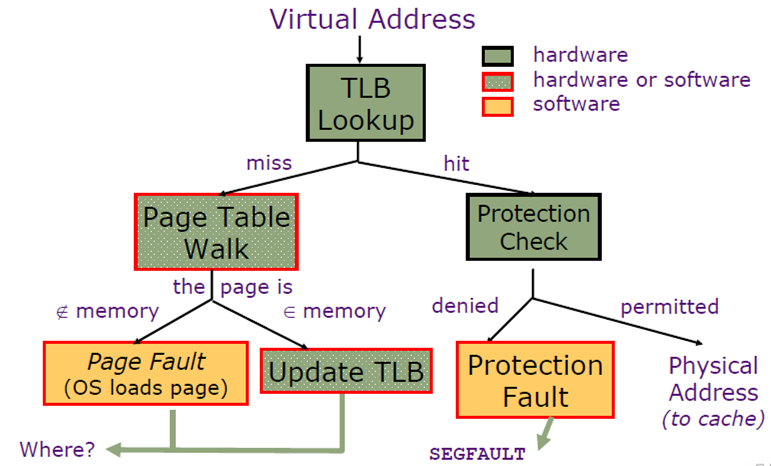 Virtual Address
hardware
hardware or software
software
TLB
Lookup
miss
hit
Page Table
Walk
Protection
Check
the page is
∉ memory
∈ memory
denied
permitted
Page Fault
(OS loads page)
Update TLB
Protection
Fault
Physical
Address
(to cache)
Where?
SEGFAULT